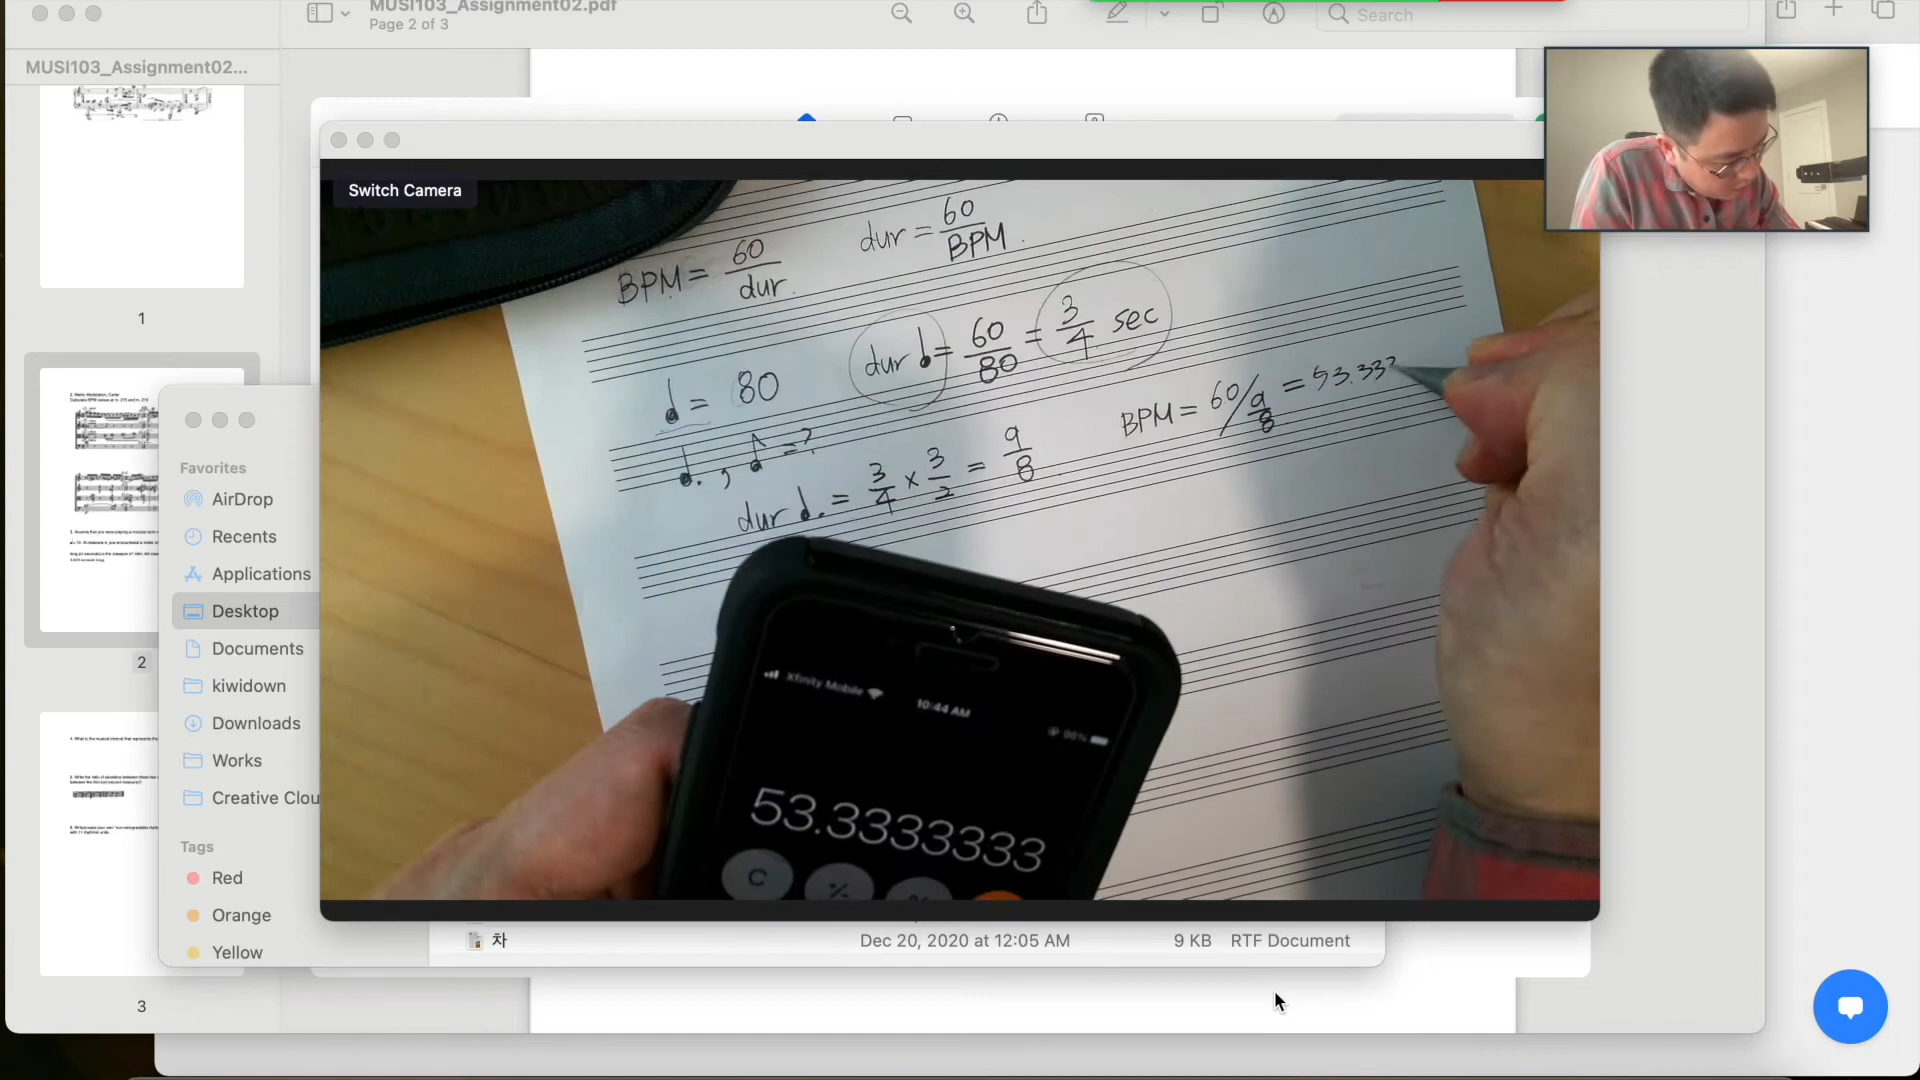 MUSI103_Assignment02.pdf
Page 2 of 3
Search
MUSI103_Assignment02...
1
2
3
Switch Camera
BPM = 60/dur.
dur = 60/BPM.
dur ♩ = 60/80 = 3/4 sec
♩ = 80
♩., ♪ = ?
dur ♩. = 3/4 × 3/2 = 9/8
BPM = 60/9/8 = 53.333
Xfinity Mobile
10:44 AM
96%
53.3333333
C
%
Favorites
AirDrop
Recents
Applications
Desktop
Documents
kiwidown
Downloads
Works
Creative Clou
Tags
Red
Orange
Yellow
차
Dec 20, 2020 at 12:05 AM
9 KB
RTF Document